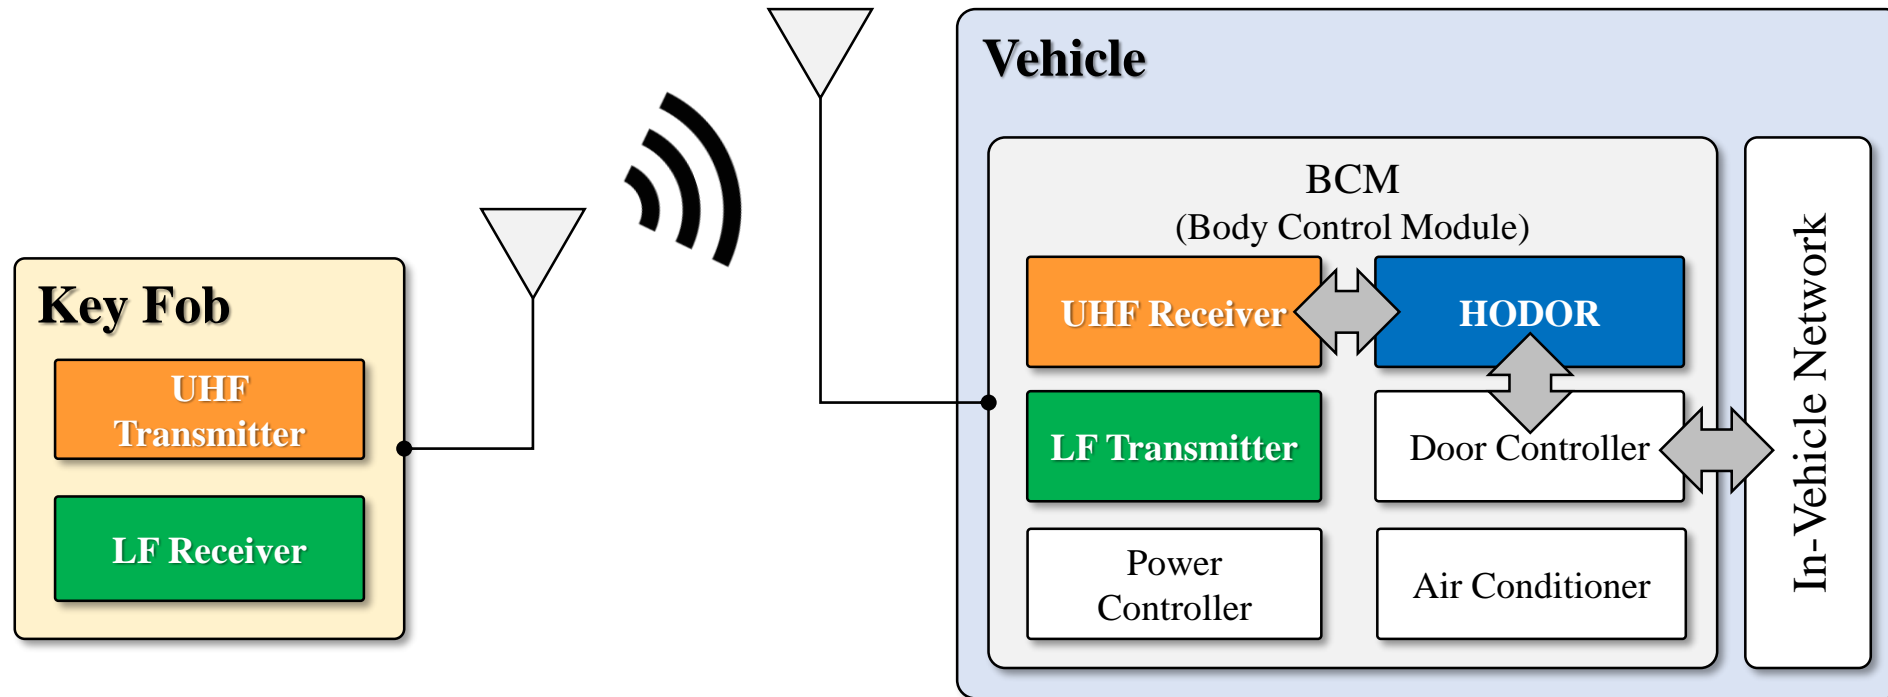 Key Fob
UHF
Transmitter
LF Receiver
Vehicle
BCM
(Body Control Module)
UHF Receiver
HODOR
LF Transmitter
Door Controller
Power
Controller
Air Conditioner
In-Vehicle Network